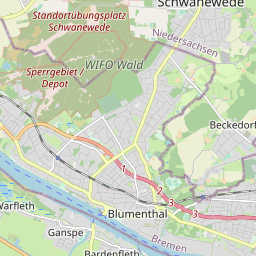 Schwanewede
Standortübungsplatz
Schwanewede
Niedersachsen
WIFO Wald
Sperrgebiet /
Depot
Beckedorf
1
2
3
3
Warfleth
Blumenthal
Ganspe
Bardenfleth
Bremen